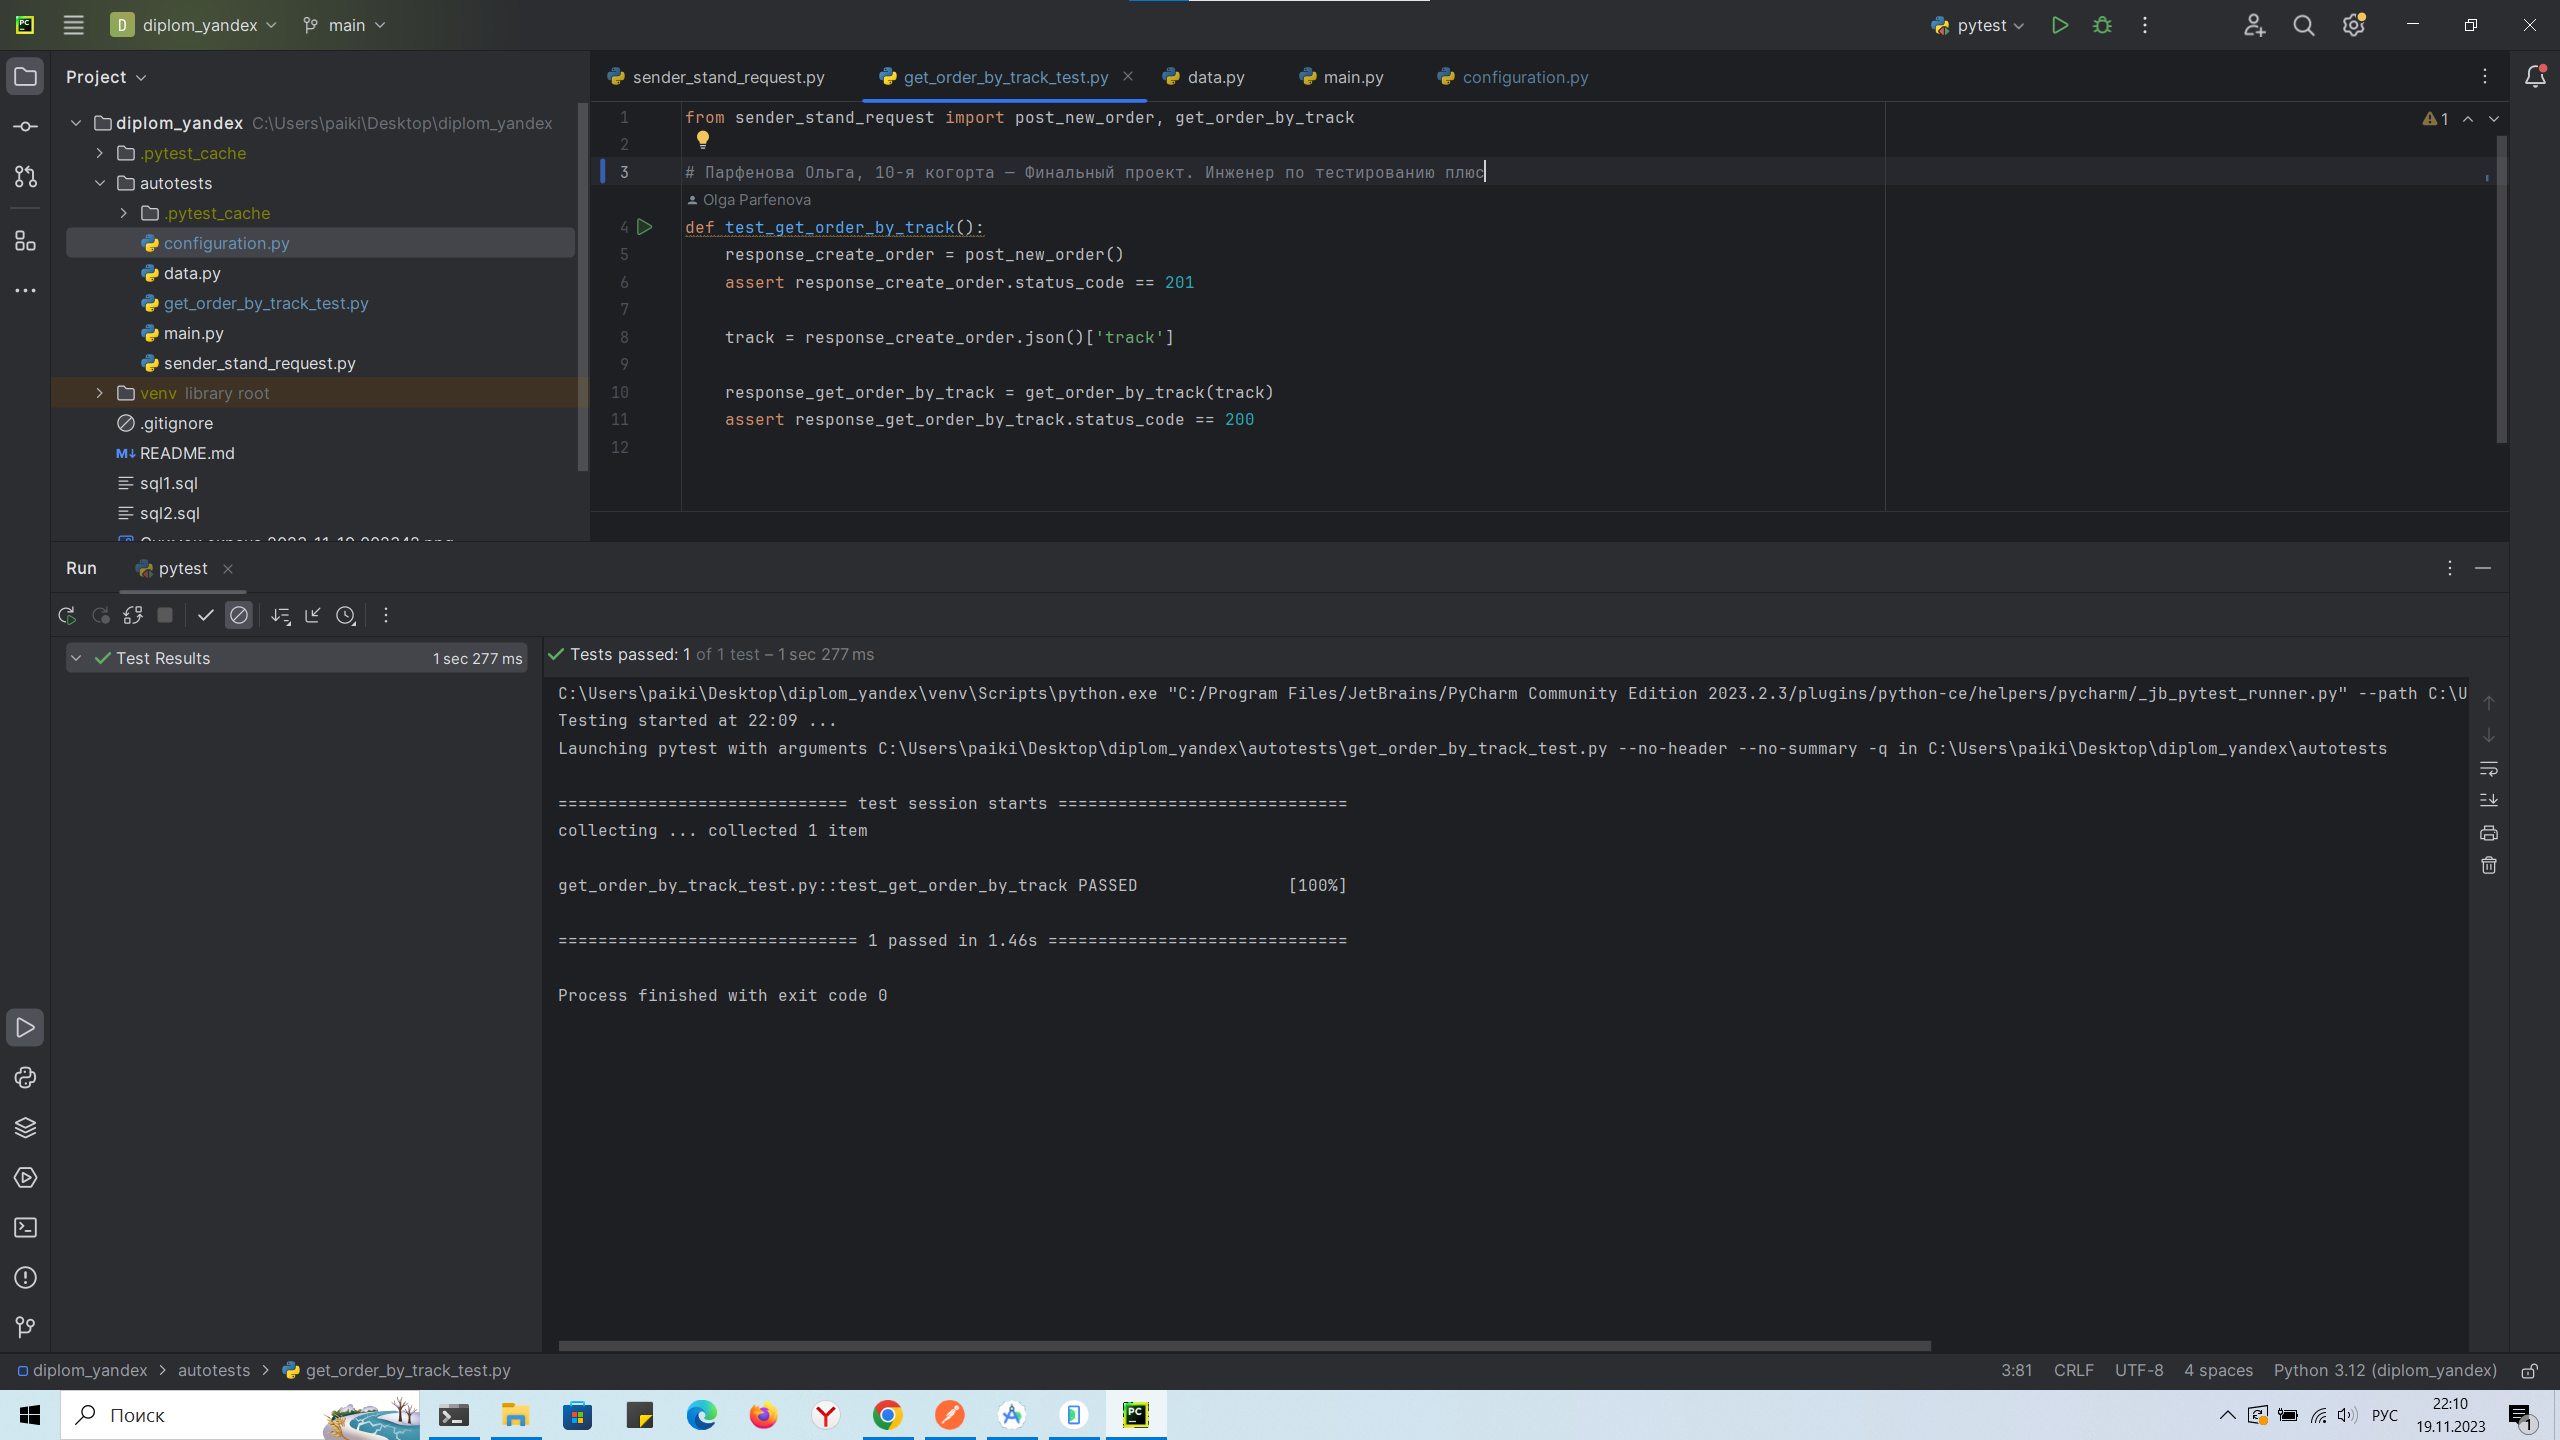 D diplom_yandex main pytest
Project
sender_stand_request.py get_order_by_track_test.py data.py main.py configuration.py
diplom_yandex C:\Users\paiki\Desktop\diplom_yandex
.pytest_cache
autotests
.pytest_cache
configuration.py
data.py
get_order_by_track_test.py
main.py
sender_stand_request.py
venv library root
.gitignore
README.md
sql1.sql
sql2.sql
1 from sender_stand_request import post_new_order, get_order_by_track
1
2
3 # Парфенова Ольга, 10-я когорта — Финальный проект. Инженер по тестированию плюс
Olga Parfenova
4 def test_get_order_by_track():
5 response_create_order = post_new_order()
6 assert response_create_order.status_code == 201
7
8 track = response_create_order.json()['track']
9
10 response_get_order_by_track = get_order_by_track(track)
11 assert response_get_order_by_track.status_code == 200
12
Run pytest
Test Results 1 sec 277 ms
Tests passed: 1 of 1 test – 1 sec 277 ms
C:\Users\paiki\Desktop\diplom_yandex\venv\Scripts\python.exe "C:/Program Files/JetBrains/PyCharm Community Edition 2023.2.3/plugins/python-ce/helpers/pycharm/_jb_pytest_runner.py" --path C:\U
Testing started at 22:09 ...
Launching pytest with arguments C:\Users\paiki\Desktop\diplom_yandex\autotests\get_order_by_track_test.py --no-header --no-summary -q in C:\Users\paiki\Desktop\diplom_yandex\autotests
============================= test session starts =============================
collecting ... collected 1 item
get_order_by_track_test.py::test_get_order_by_track PASSED [100%]
============================== 1 passed in 1.46s ==============================
Process finished with exit code 0
diplom_yandex > autotests > get_order_by_track_test.py
3:81 CRLF UTF-8 4 spaces Python 3.12 (diplom_yandex)
Поиск
РУС
22:10
19.11.2023
1